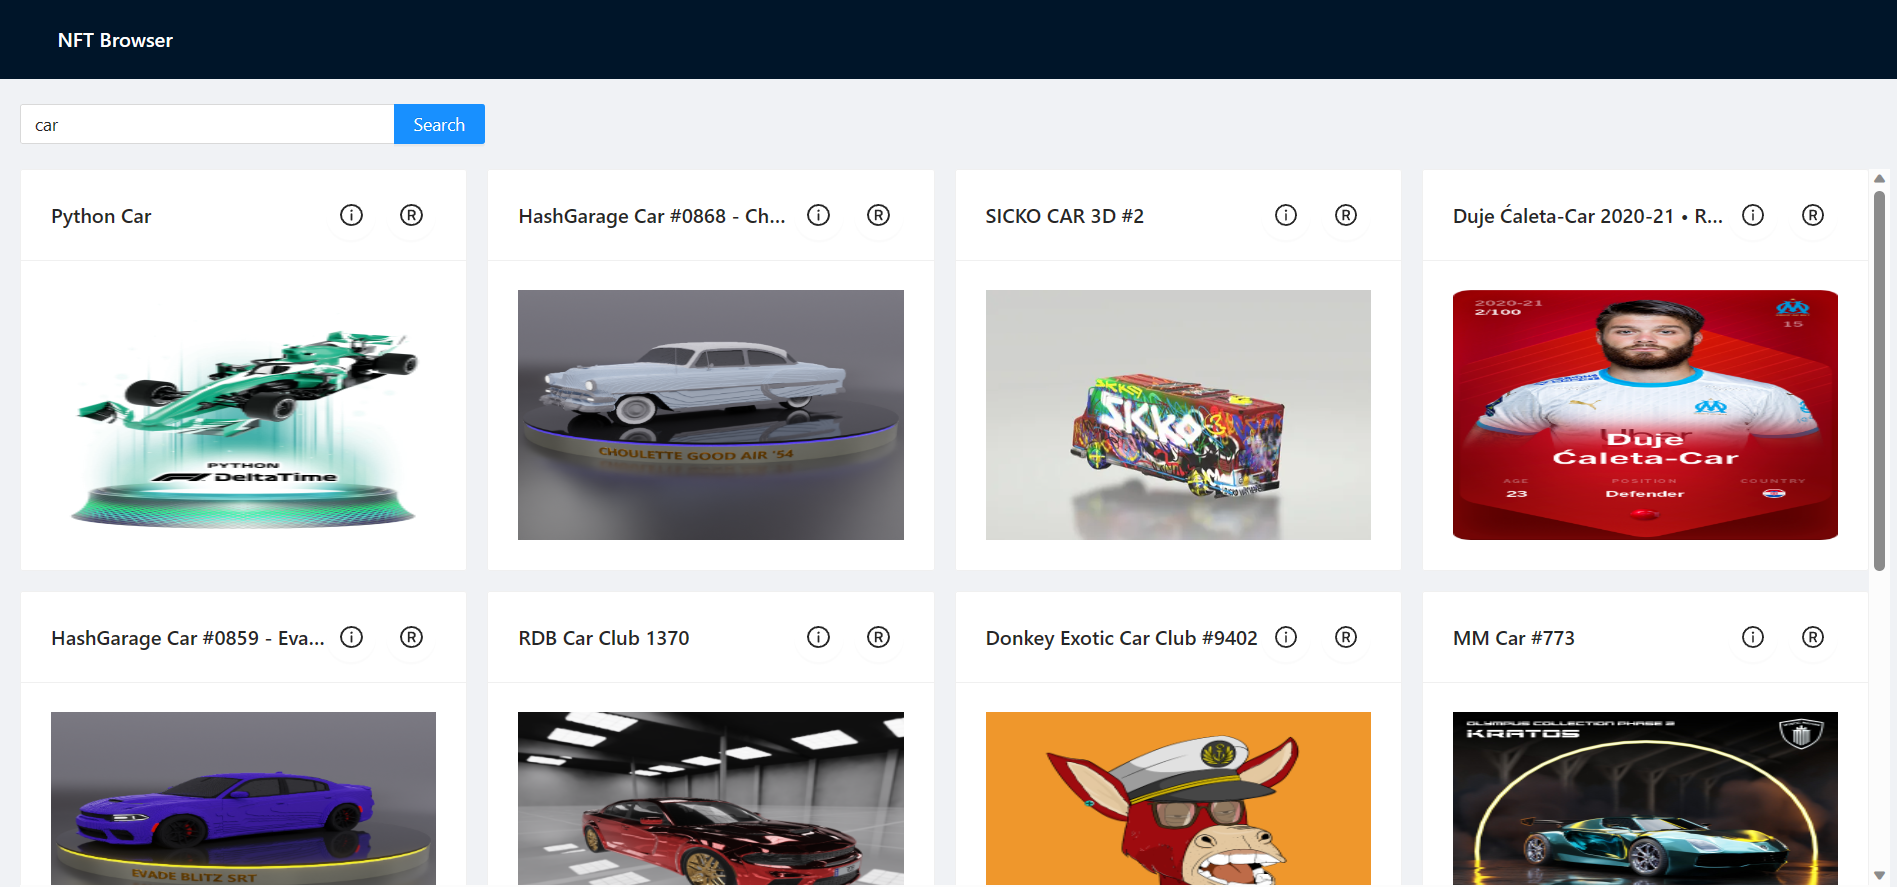 NFT Browser
car
Search
Python Car
HashGarage Car #0868 - Ch...
SICKO CAR 3D #2
Duje Ćaleta-Car 2020-21 • R...
PYTHON
F1 DeltaTime
CHOULETTE GOOD AIR '54
SICKO
2020-21
2/100
15
Uber
Duje
Ćaleta-Car
AGE
POSITION
COUNTRY
23
Defender
HashGarage Car #0859 - Eva...
RDB Car Club 1370
Donkey Exotic Car Club #9402
MM Car #773
EVADE BLITZ SRT
OLYMPUS COLLECTION PHASE 2
KRATOS